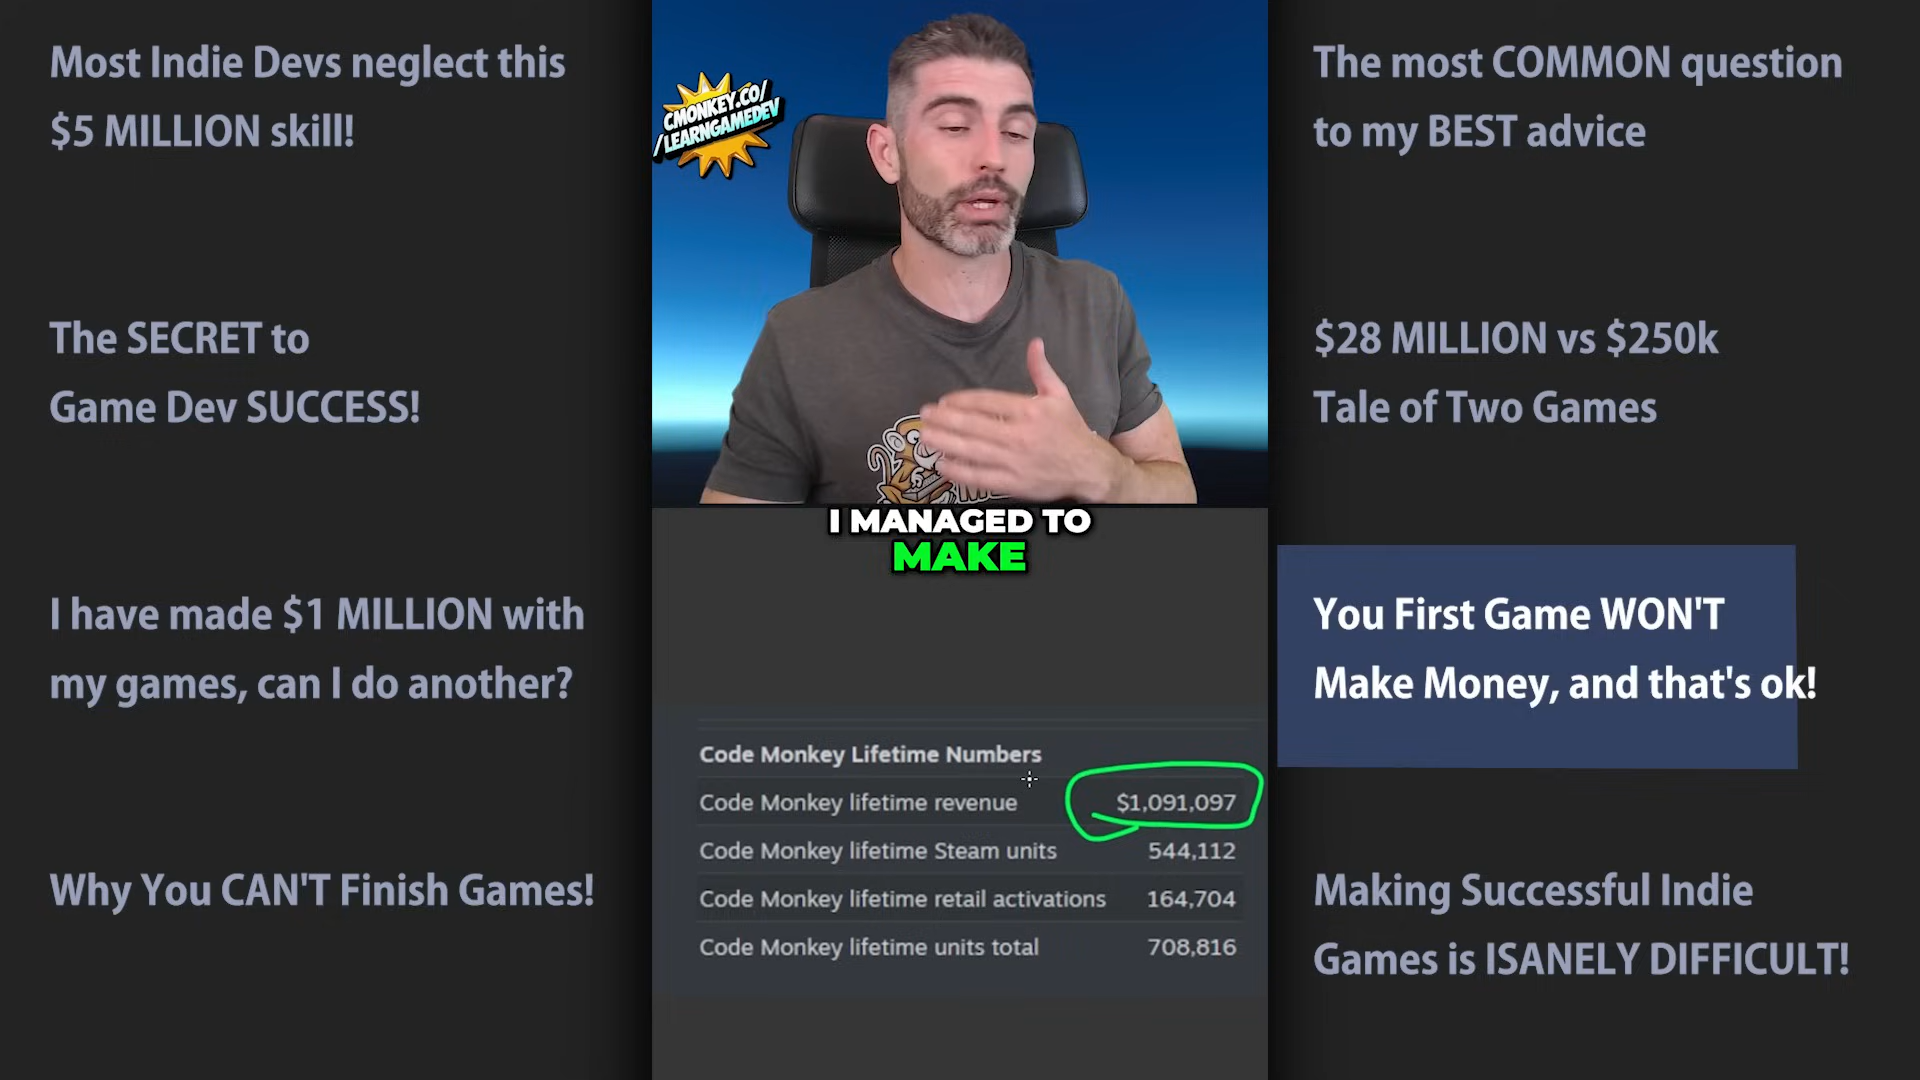 Most Indie Devs neglect this
$5 MILLION skill!
The SECRET to
Game Dev SUCCESS!
I have made $1 MILLION with
my games, can I do another?
Why You CAN'T Finish Games!
CMONKEY.CO/
/LEARNGAMEDEV
I MANAGED TO
MAKE
Code Monkey Lifetime Numbers
Code Monkey lifetime revenue $1,091,097
Code Monkey lifetime Steam units 544,112
Code Monkey lifetime retail activations 164,704
Code Monkey lifetime units total 708,816
The most COMMON question
to my BEST advice
$28 MILLION vs $250k
Tale of Two Games
You First Game WON'T
Make Money, and that's ok!
Making Successful Indie
Games is ISANELY DIFFICULT!